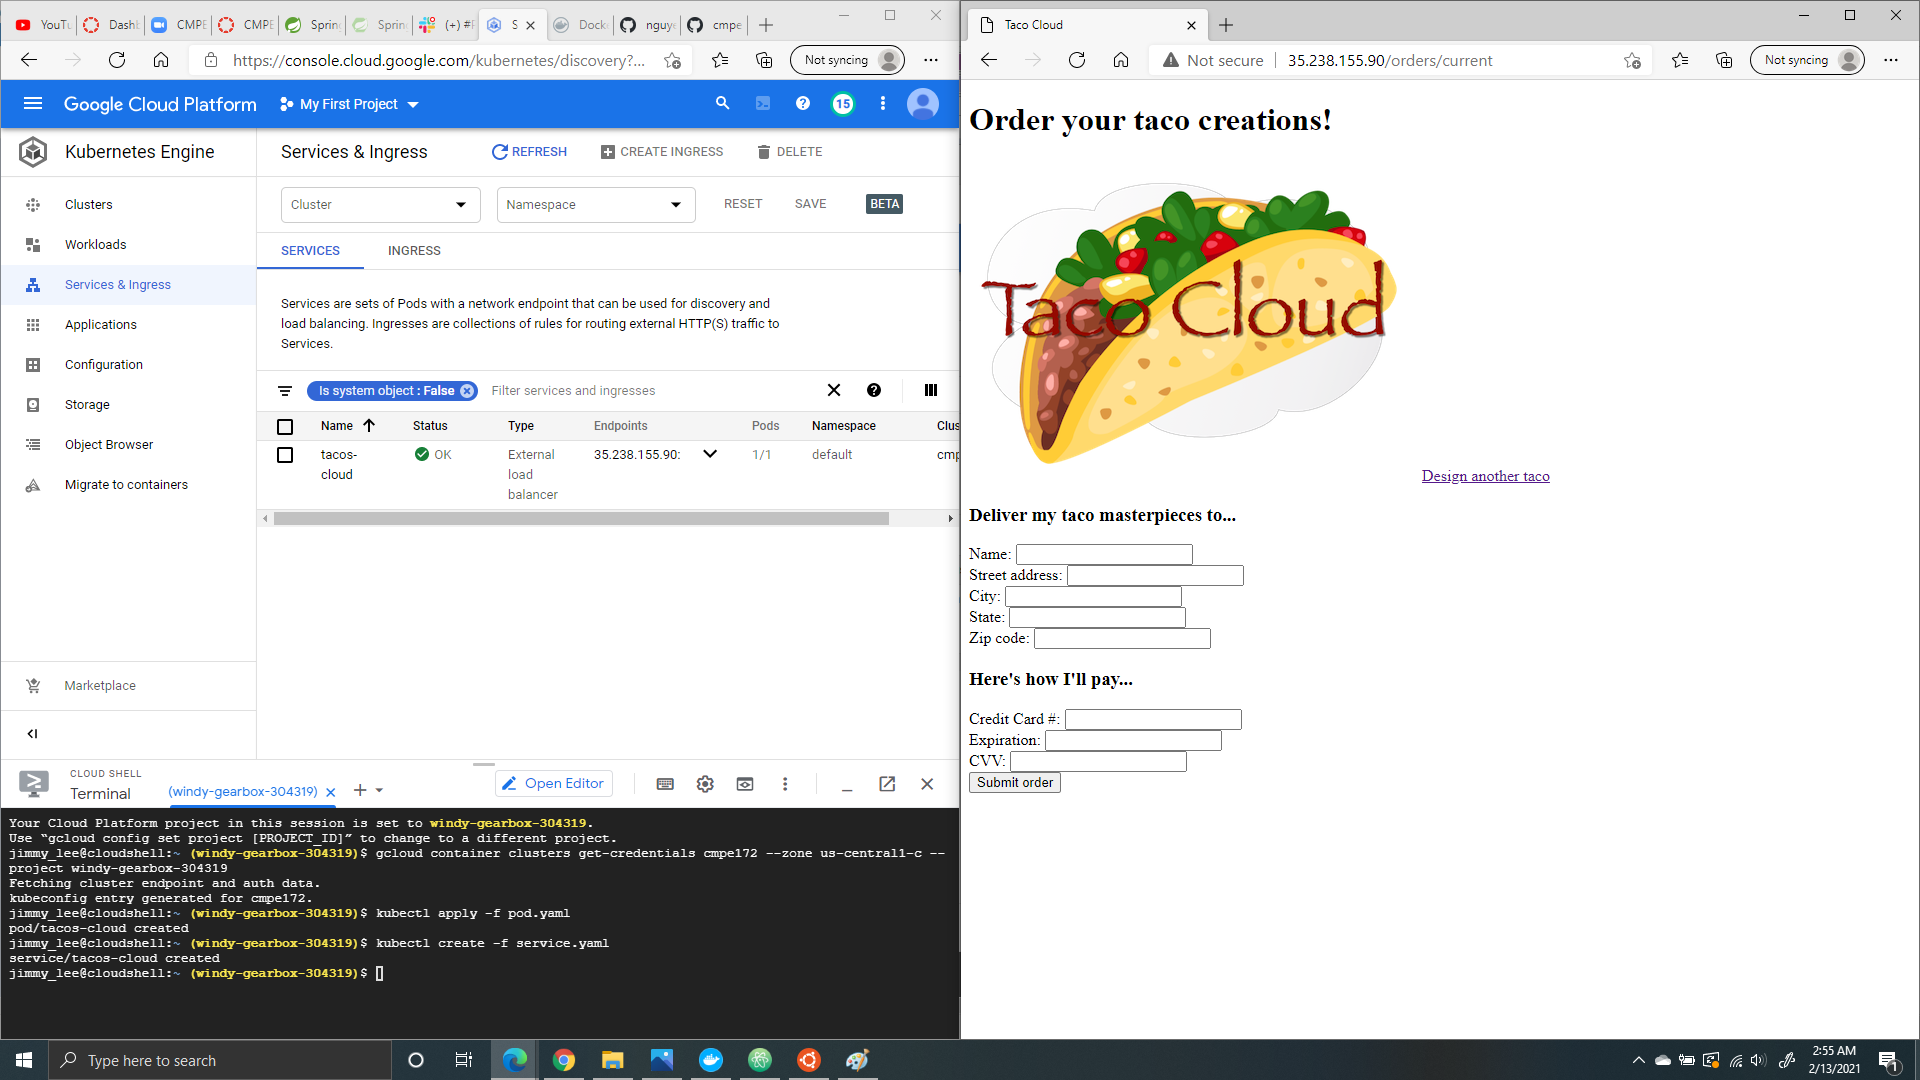 YouTu
Dashb
CMPE
CMPE
Spring
Spring
(+) #
S
Dock
nguye
cmpe
https://console.cloud.google.com/kubernetes/discovery?...
Not syncing
Google Cloud Platform
My First Project
15
Kubernetes Engine
Services & Ingress
REFRESH
CREATE INGRESS
DELETE
Clusters
Workloads
Services & Ingress
Applications
Configuration
Storage
Object Browser
Migrate to containers
Marketplace
Cluster
Namespace
RESET
SAVE
BETA
SERVICES
INGRESS
Services are sets of Pods with a network endpoint that can be used for discovery and
load balancing. Ingresses are collections of rules for routing external HTTP(S) traffic to
Services.
Is system object : False
Filter services and ingresses
Name
Status
Type
Endpoints
Pods
Namespace
Clus
tacos-
cloud
OK
External
load
balancer
35.238.155.90:
1/1
default
cmp
CLOUD SHELL
Terminal
(windy-gearbox-304319)
Open Editor
Your Cloud Platform project in this session is set to windy-gearbox-304319.
Use “gcloud config set project [PROJECT_ID]” to change to a different project.
jimmy_lee@cloudshell:~ (windy-gearbox-304319)$ gcloud container clusters get-credentials cmpe172 --zone us-central1-c --
project windy-gearbox-304319
Fetching cluster endpoint and auth data.
kubeconfig entry generated for cmpe172.
jimmy_lee@cloudshell:~ (windy-gearbox-304319)$ kubectl apply -f pod.yaml
pod/tacos-cloud created
jimmy_lee@cloudshell:~ (windy-gearbox-304319)$ kubectl create -f service.yaml
service/tacos-cloud created
jimmy_lee@cloudshell:~ (windy-gearbox-304319)$
Taco Cloud
Not secure
35.238.155.90/orders/current
Not syncing
Order your taco creations!
Taco Cloud
Design another taco
Deliver my taco masterpieces to...
Name:
Street address:
City:
State:
Zip code:
Here's how I'll pay...
Credit Card #:
Expiration:
CVV:
Submit order
Type here to search
2:55 AM
2/13/2021
1